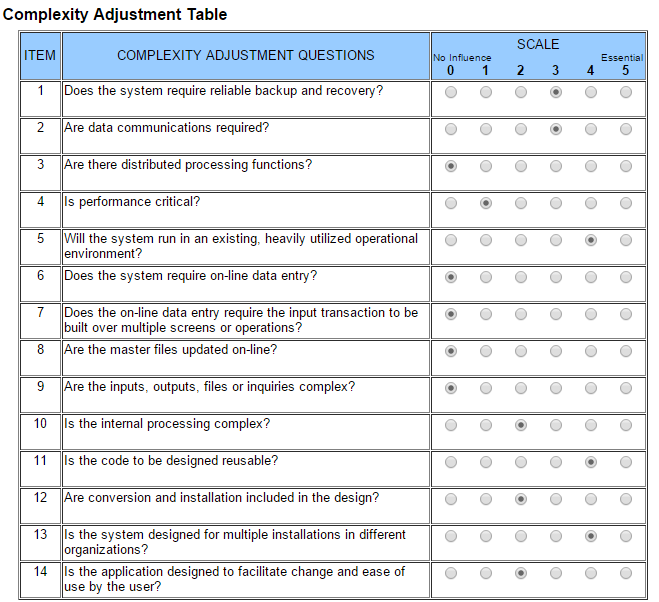 Complexity Adjustment Table
ITEM COMPLEXITY ADJUSTMENT QUESTIONS SCALE
No Influence Essential
0 1 2 3 4 5
1 Does the system require reliable backup and recovery?
2 Are data communications required?
3 Are there distributed processing functions?
4 Is performance critical?
5 Will the system run in an existing, heavily utilized operational
environment?
6 Does the system require on-line data entry?
7 Does the on-line data entry require the input transaction to be
built over multiple screens or operations?
8 Are the master files updated on-line?
9 Are the inputs, outputs, files or inquiries complex?
10 Is the internal processing complex?
11 Is the code to be designed reusable?
12 Are conversion and installation included in the design?
13 Is the system designed for multiple installations in different
organizations?
14 Is the application designed to facilitate change and ease of
use by the user?